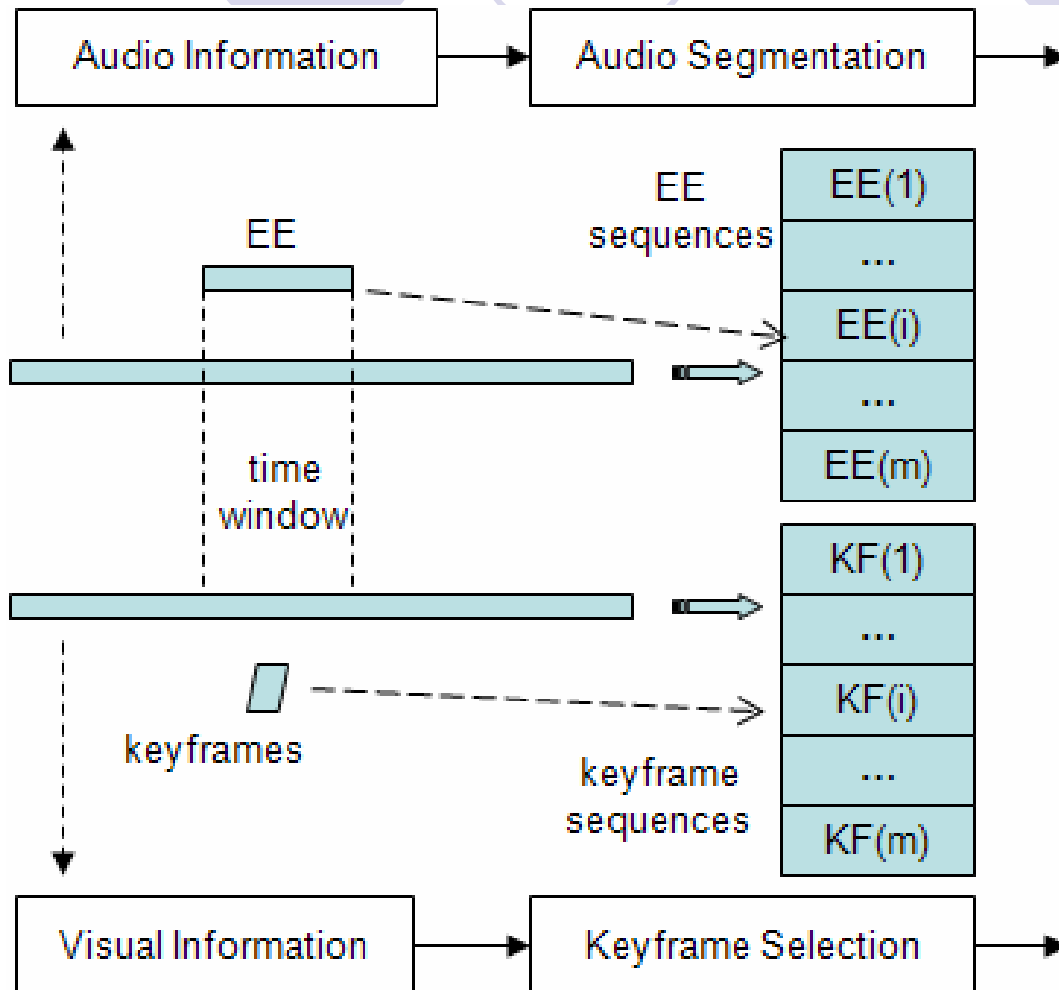 Audio Information
Audio Segmentation
EE
sequences
EE(1)
...
EE(i)
...
EE(m)
EE
time
window
KF(1)
...
KF(i)
...
KF(m)
keyframes
keyframe
sequences
Visual Information
Keyframe Selection